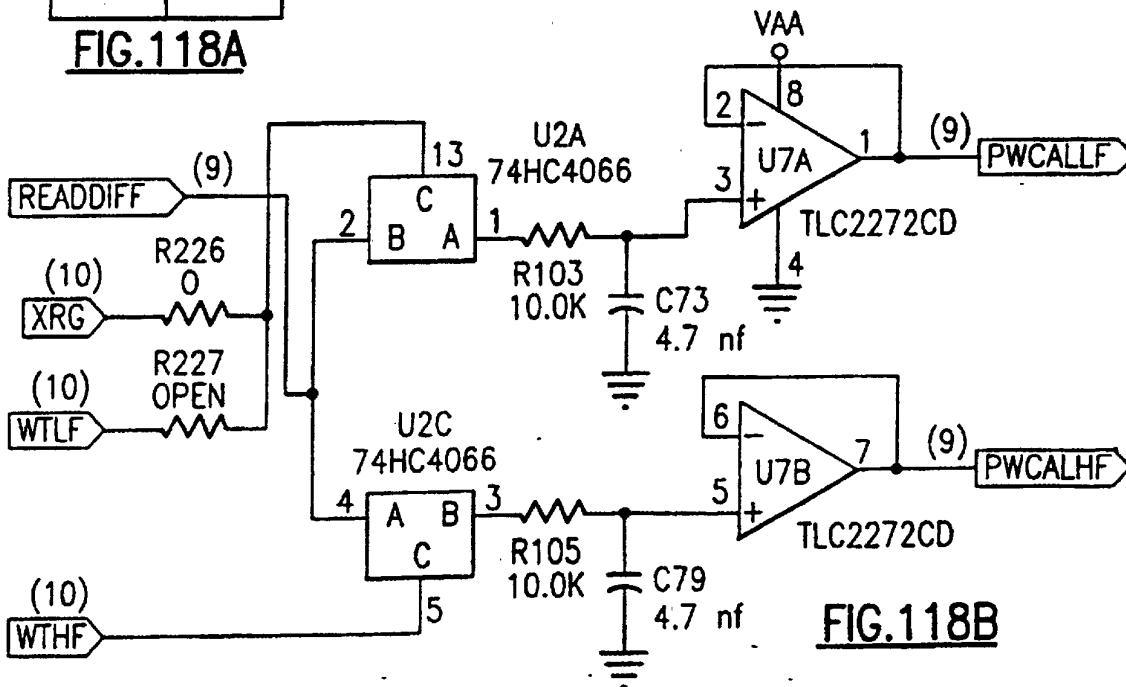 FIG.118A
VAA
8
2
-
U7A
1
(9)
PWCALLF
3
+
TLC2272CD
4
U2A
74HC4066
13
C
2
B
A
1
READDIFF
(9)
R103
10.0K
C73
4.7 nf
R226
0
(10)
XRG
R227
OPEN
(10)
WTLF
U2C
74HC4066
4
A
B
3
C
5
R105
10.0K
C79
4.7 nf
6
-
U7B
7
(9)
PWCALHF
5
+
TLC2272CD
(10)
WTHF
FIG.118B